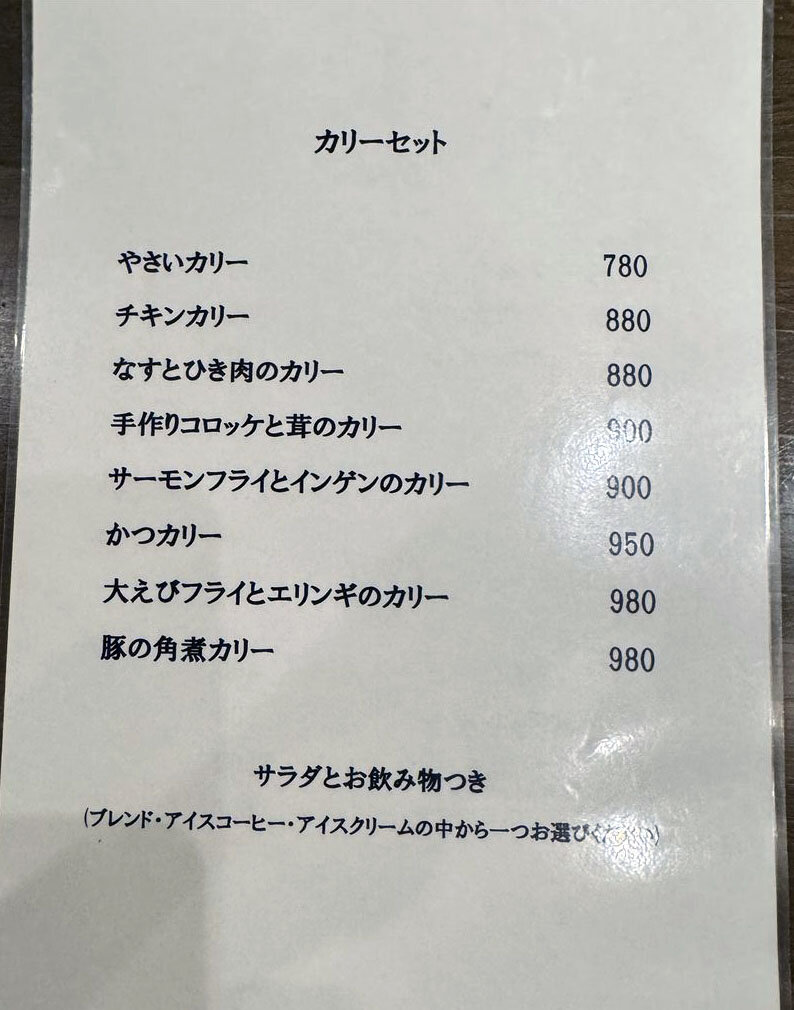 カリーセット
やさいカリー 780
チキンカリー 880
なすとひき肉のカリー 880
手作りコロッケと茸のカリー 900
サーモンフライとインゲンのカリー 900
かつカリー 950
大えびフライとエリンギのカリー 980
豚の角煮カリー 980
サラダとお飲み物つき
(ブレンド・アイスコーヒー・アイスクリームの中から一つお選びください)